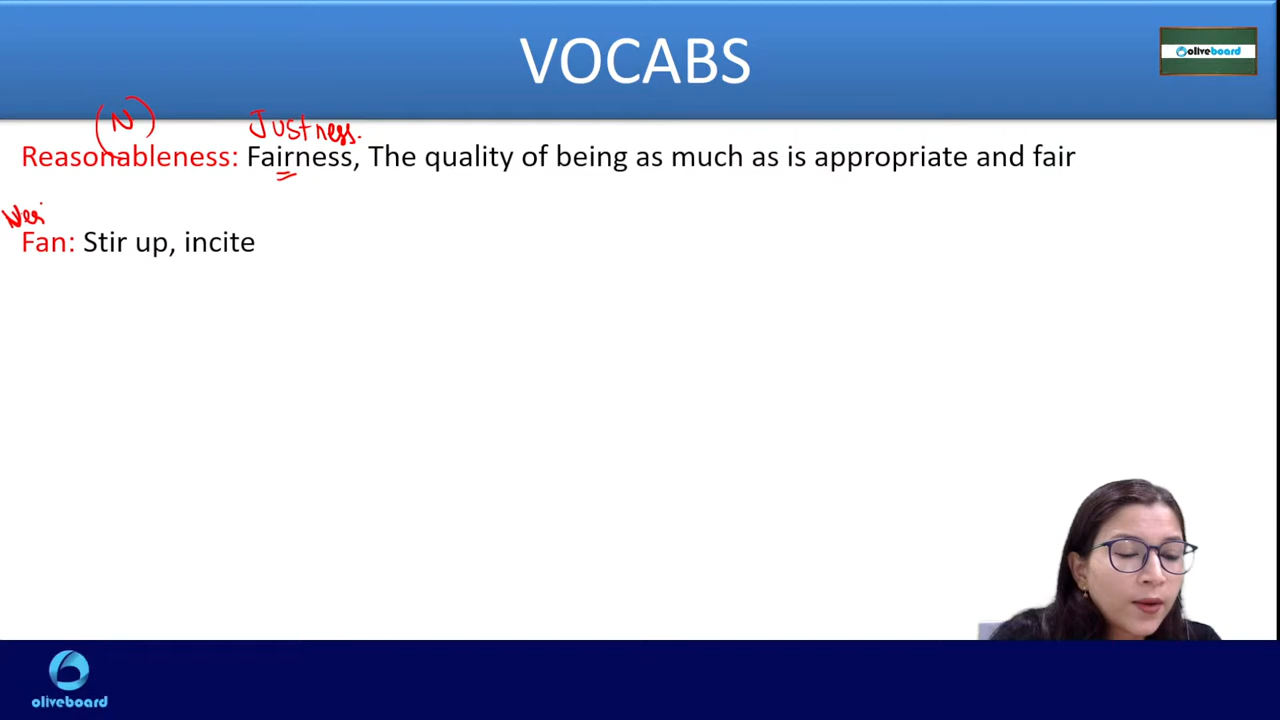 VOCABS
oliveboard
(N)
Justness.
Reasonableness: Fairness, The quality of being as much as is appropriate and fair
Fan: Stir up, incite
oliveboard